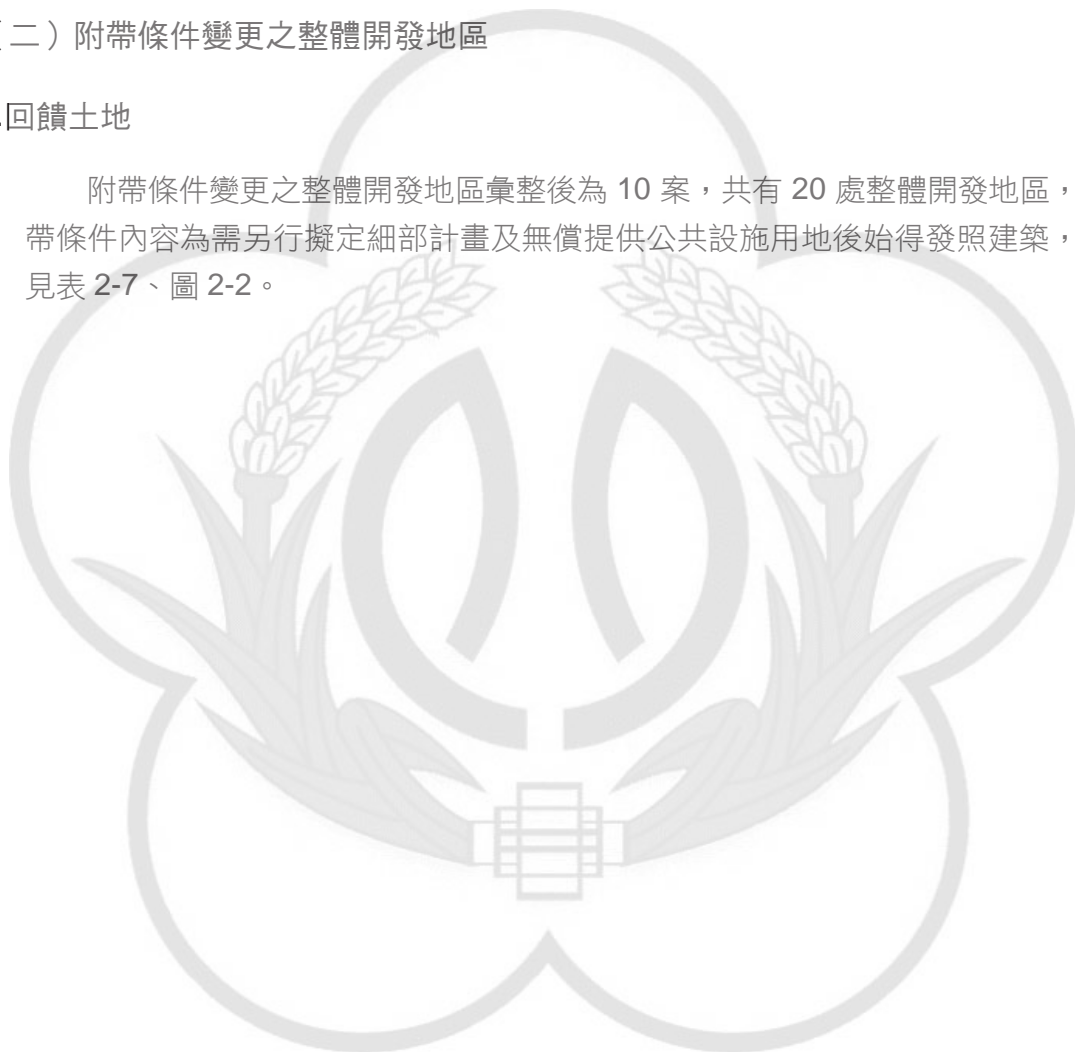 （二）附帶條件變更之整體開發地區
.回饋土地
附帶條件變更之整體開發地區彙整後為 10 案，共有 20 處整體開發地區，
帶條件內容為需另行擬定細部計畫及無償提供公共設施用地後始得發照建築，
見表 2-7、圖 2-2。